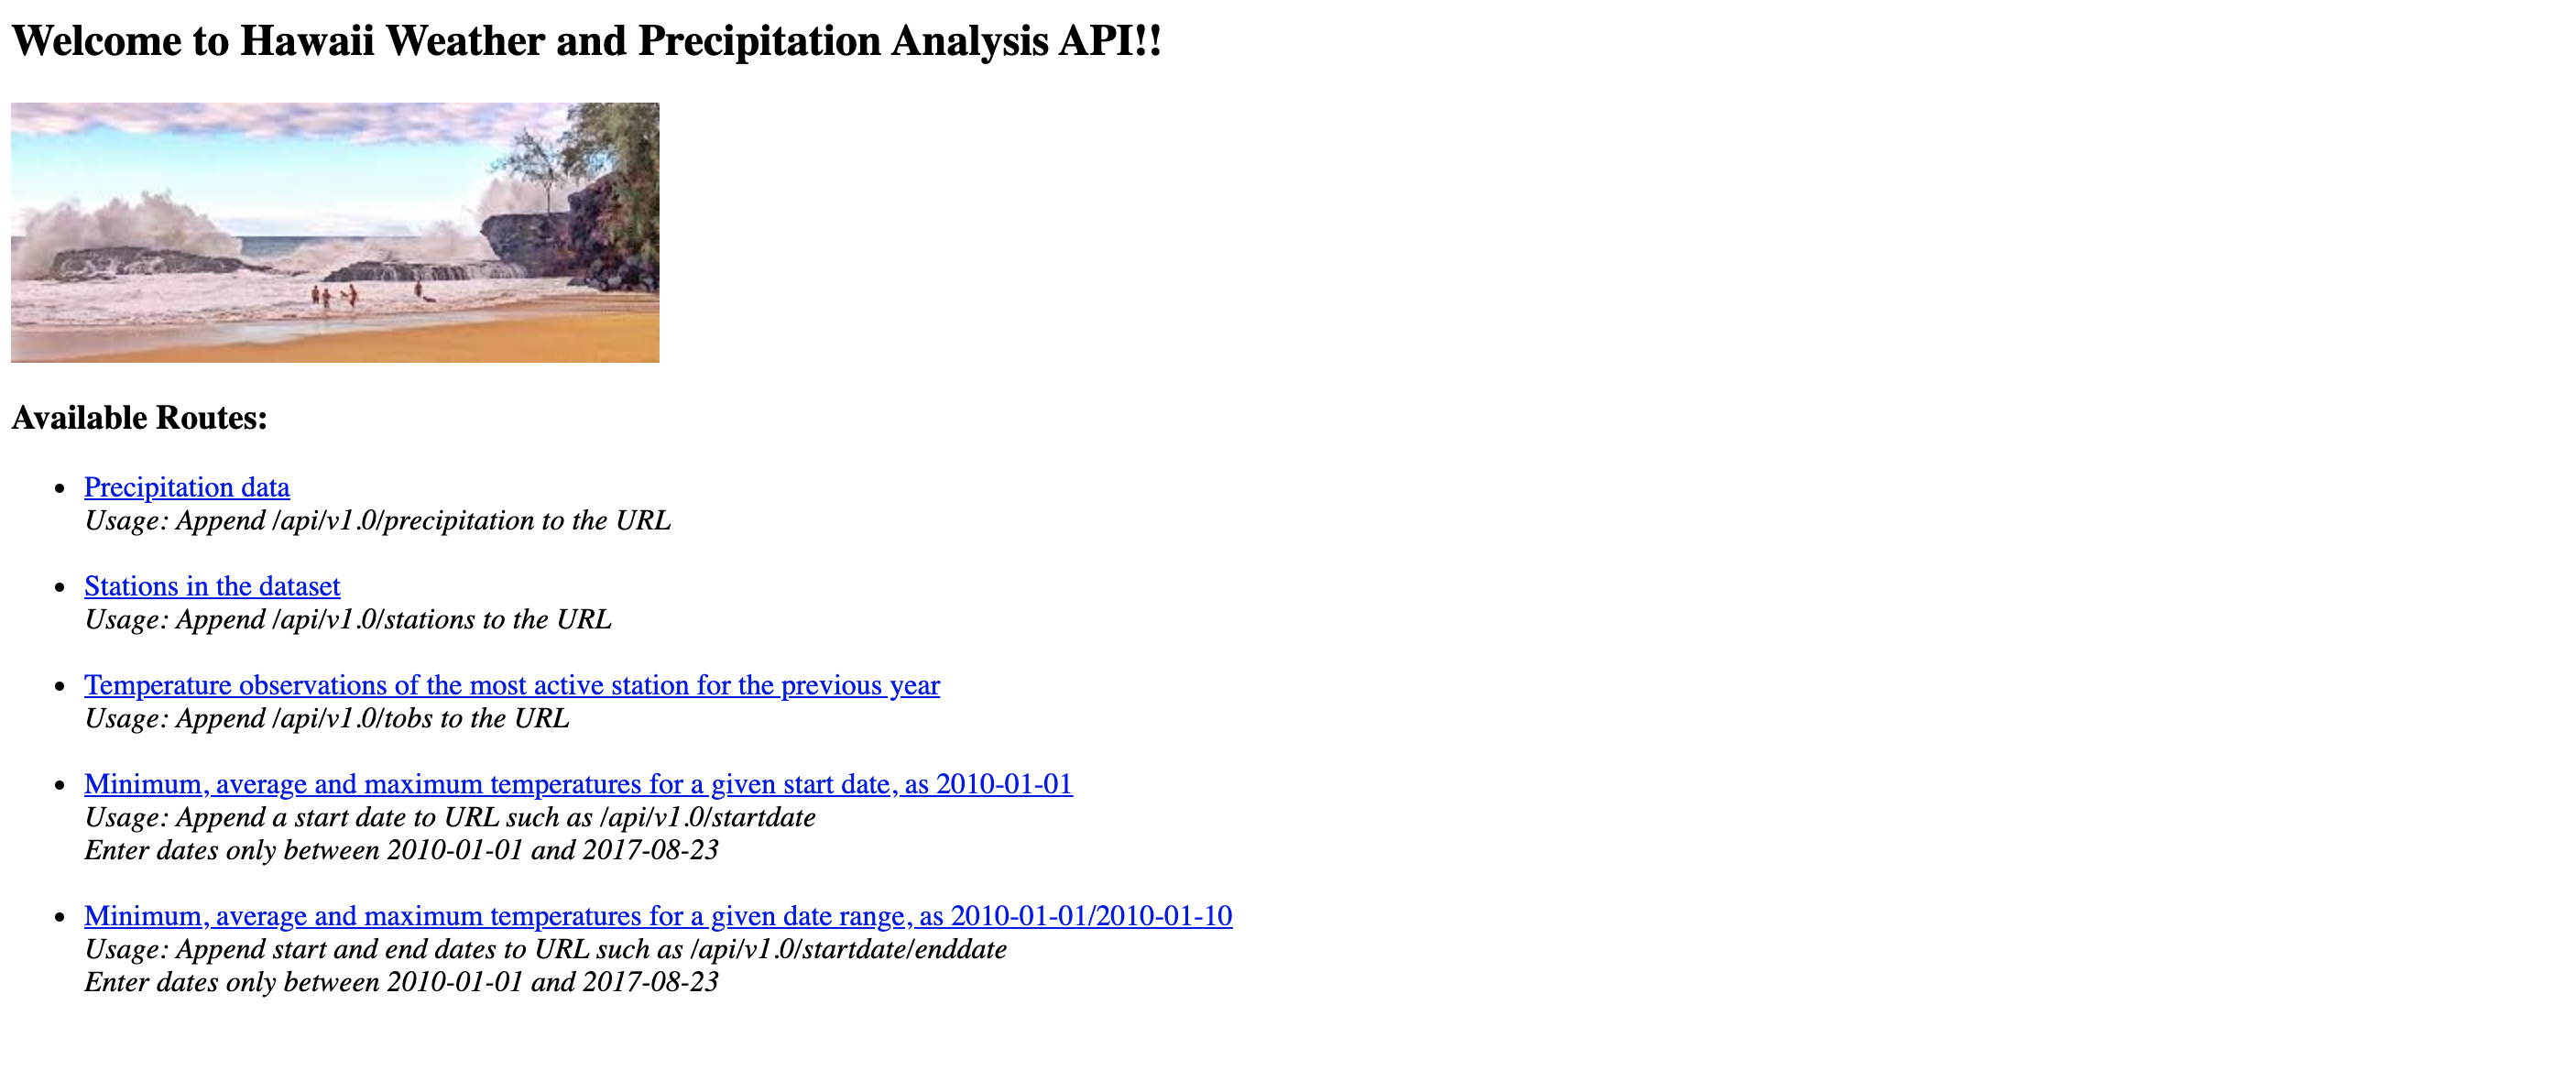 Welcome to Hawaii Weather and Precipitation Analysis API!!
Available Routes:
Precipitation data
Usage: Append /api/v1.0/precipitation to the URL
Stations in the dataset
Usage: Append /api/v1.0/stations to the URL
Temperature observations of the most active station for the previous year
Usage: Append /api/v1.0/tobs to the URL
Minimum, average and maximum temperatures for a given start date, as 2010-01-01
Usage: Append a start date to URL such as /api/v1.0/startdate
Enter dates only between 2010-01-01 and 2017-08-23
Minimum, average and maximum temperatures for a given date range, as 2010-01-01/2010-01-10
Usage: Append start and end dates to URL such as /api/v1.0/startdate/enddate
Enter dates only between 2010-01-01 and 2017-08-23